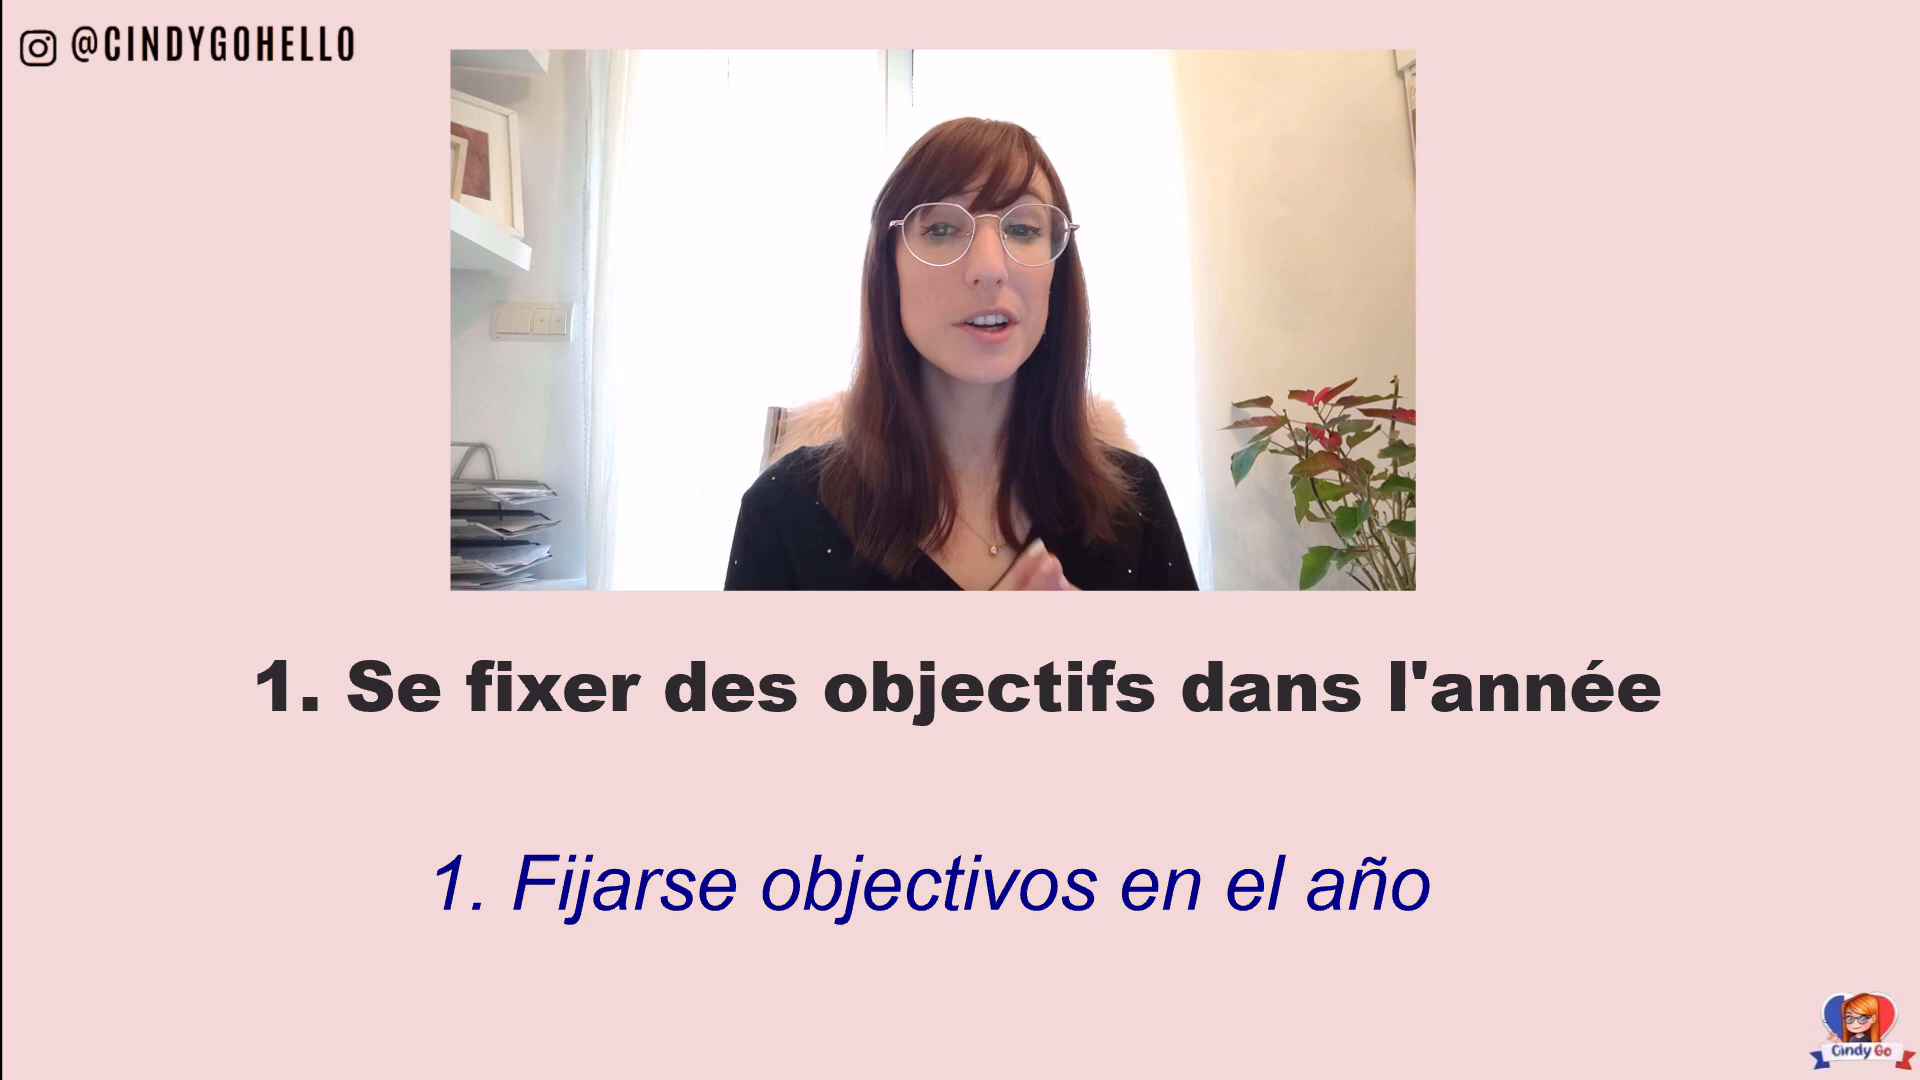 @CINDYGOHELLO
1. Se fixer des objectifs dans l'année
1. Fijarse objectivos en el año
Cindy Go